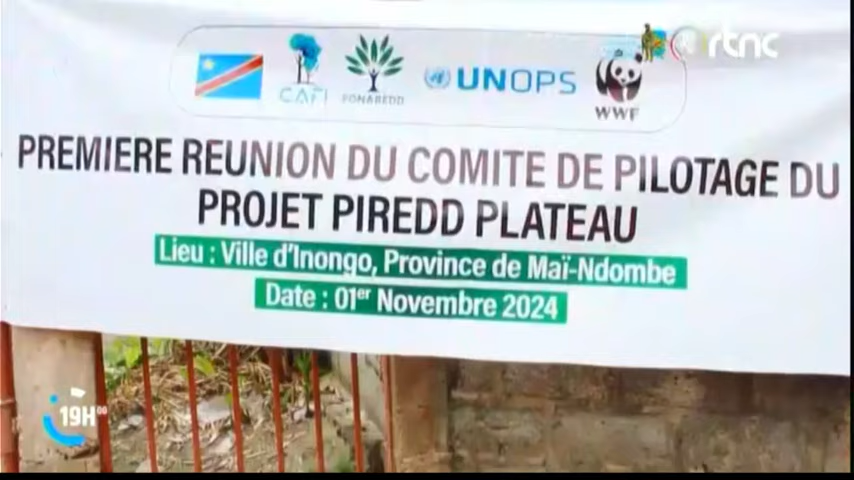 rtnc
CAFI FONAREDD UNOPS WWF
PREMIERE REUNION DU COMITE DE PILOTAGE DU
PROJET PIREDD PLATEAU
Lieu : Ville d'Inongo, Province de Maï-Ndombe
Date : 01er Novembre 2024
19H00